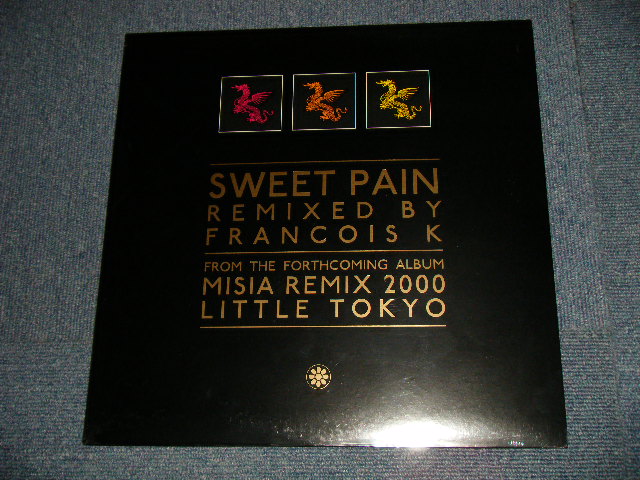 SWEET PAIN
REMIXED BY
FRANCOIS K
FROM THE FORTHCOMING ALBUM
MISIA REMIX 2000
LITTLE TOKYO